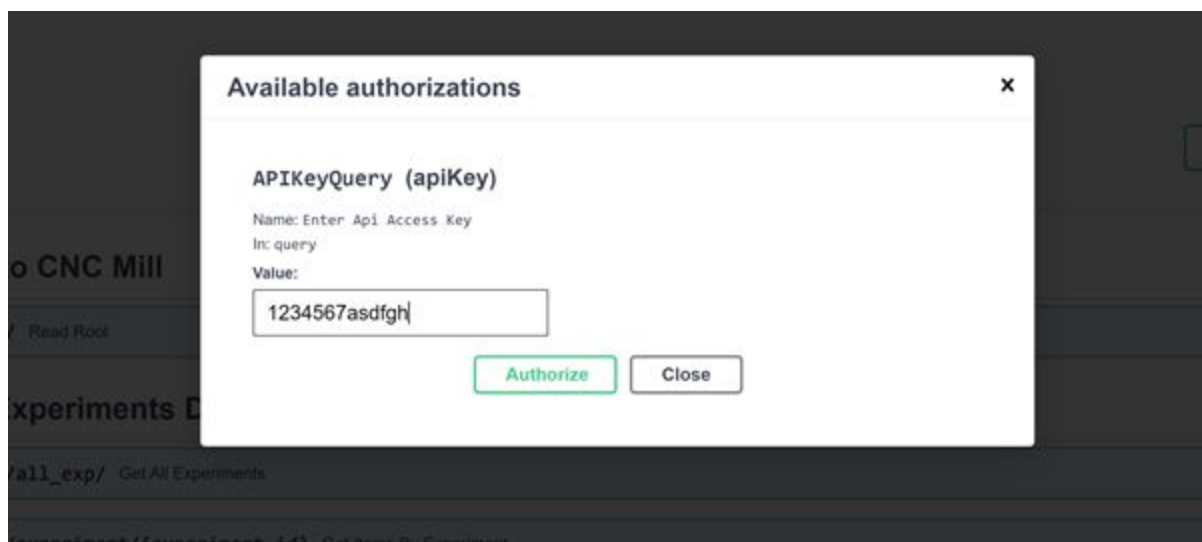 Available authorizations x
APIKeyQuery (apiKey)
Name: Enter Api Access Key
In: query
Value:
1234567asdfgh
Authorize Close
o CNC Mill
/ Read Root
xperiments D
/all_exp/ Get All Experiments